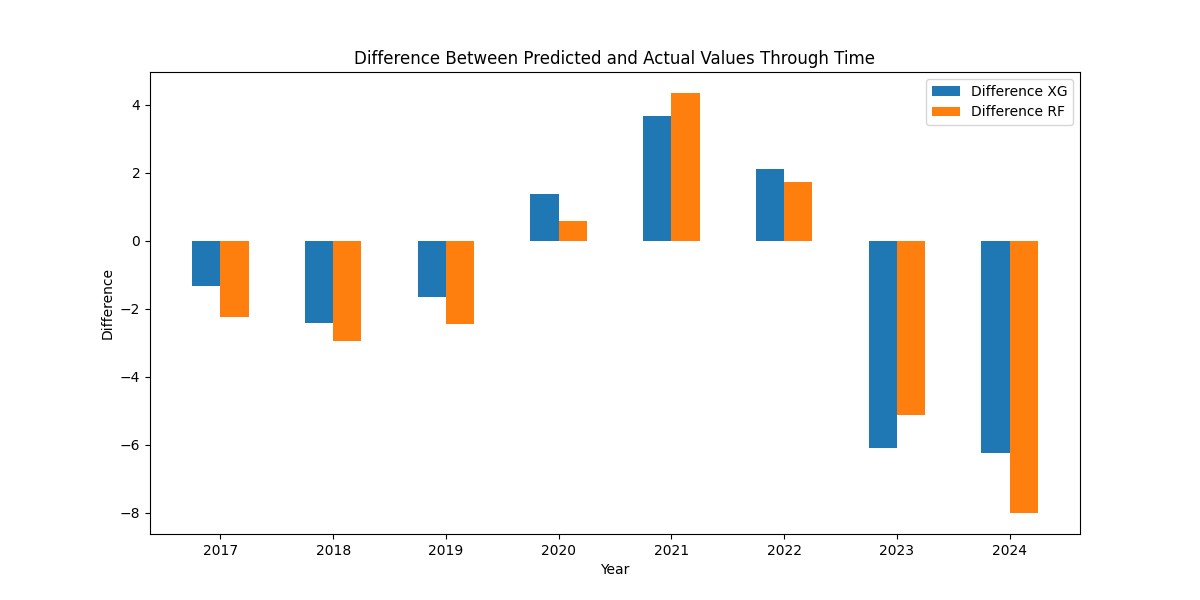 Difference Between Predicted and Actual Values Through Time
Difference XG
Difference RF
4
2
0
−2
−4
−6
−8
Difference
2017 2018 2019 2020 2021 2022 2023 2024
Year